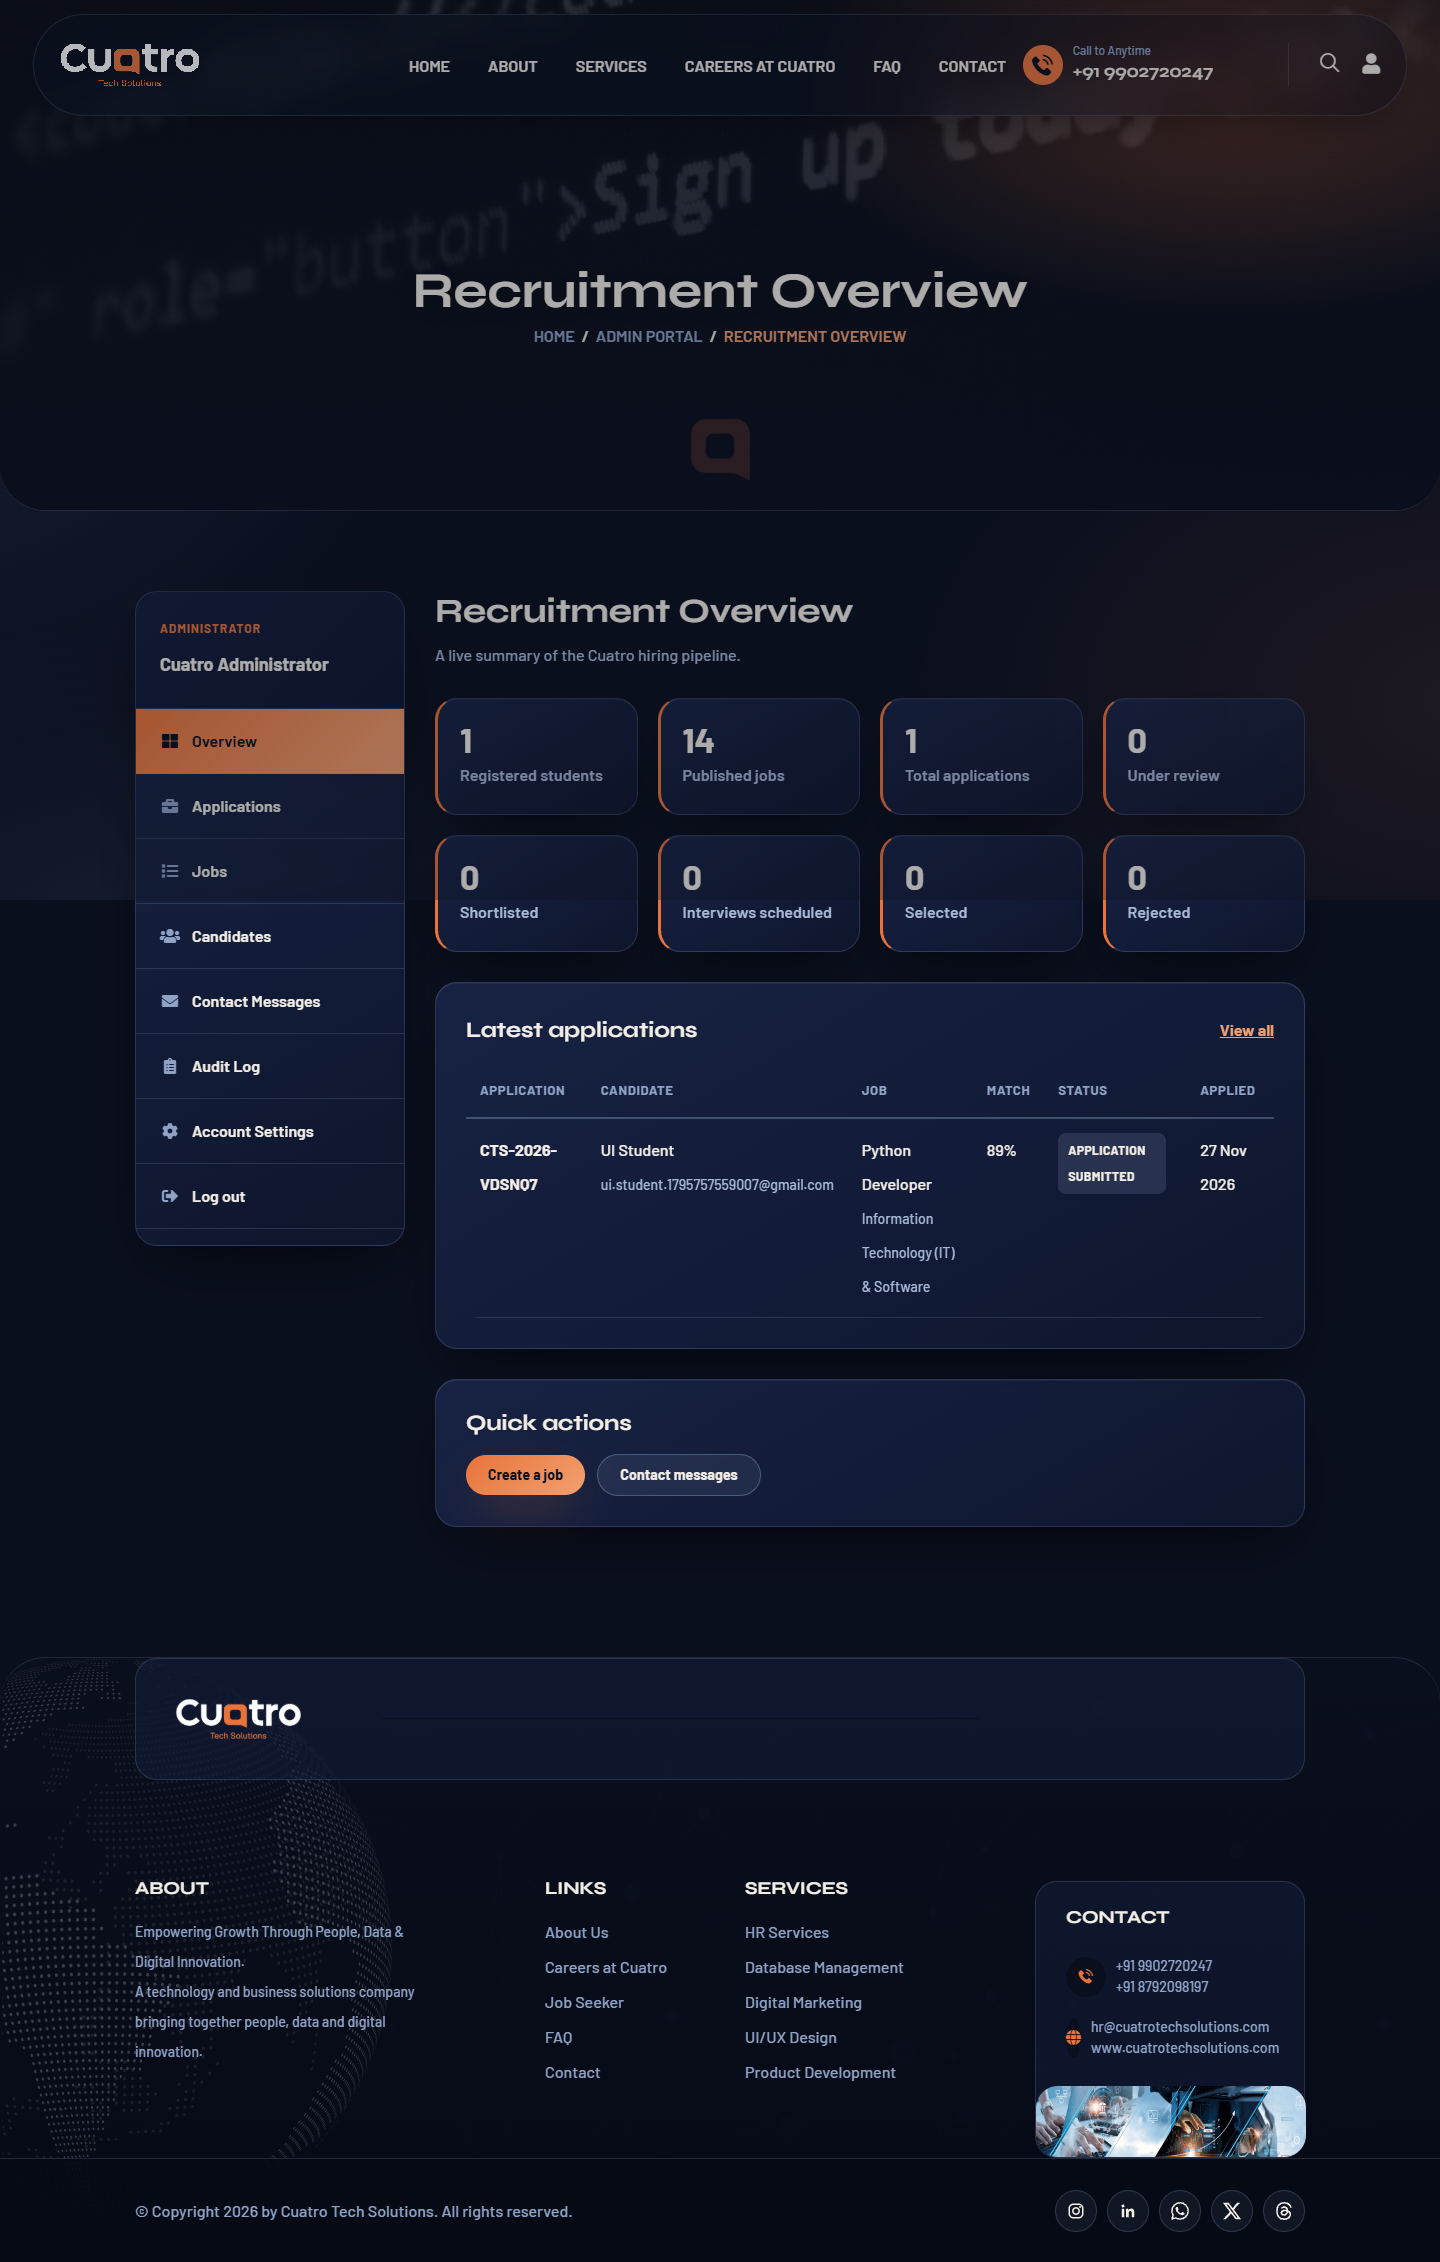 Cuatro
Tech Solutions
HOME
ABOUT
SERVICES
CAREERS AT CUATRO
FAQ
CONTACT
Call to Anytime
+91 9902720247
>Sign up today
role="button"
Recruitment Overview
HOME / ADMIN PORTAL / RECRUITMENT OVERVIEW
ADMINISTRATOR
Cuatro Administrator
Overview
Applications
Jobs
Candidates
Contact Messages
Audit Log
Account Settings
Log out
Recruitment Overview
A live summary of the Cuatro hiring pipeline.
1
Registered students
14
Published jobs
1
Total applications
0
Under review
0
Shortlisted
0
Interviews scheduled
0
Selected
0
Rejected
Latest applications
View all
APPLICATION CANDIDATE JOB MATCH STATUS APPLIED
CTS-2026-
VDSNQ7
UI Student
ui.student.1795757559007@gmail.com
Python
Developer
Information
Technology (IT)
& Software
89%
APPLICATION
SUBMITTED
27 Nov
2026
Quick actions
Create a job
Contact messages
Cuatro
Tech Solutions
ABOUT
Empowering Growth Through People, Data &
Digital Innovation.
A technology and business solutions company
bringing together people, data and digital
innovation.
LINKS
About Us
Careers at Cuatro
Job Seeker
FAQ
Contact
SERVICES
HR Services
Database Management
Digital Marketing
UI/UX Design
Product Development
CONTACT
+91 9902720247
+91 8792098197
hr@cuatrotechsolutions.com
www.cuatrotechsolutions.com
© Copyright 2026 by Cuatro Tech Solutions. All rights reserved.